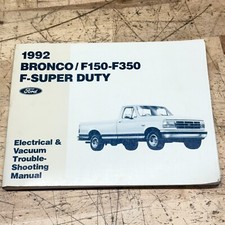 1992
BRONCO/F150-F350
F-SUPER DUTY
Ford
Electrical &
Vacuum
Trouble-
Shooting
Manual